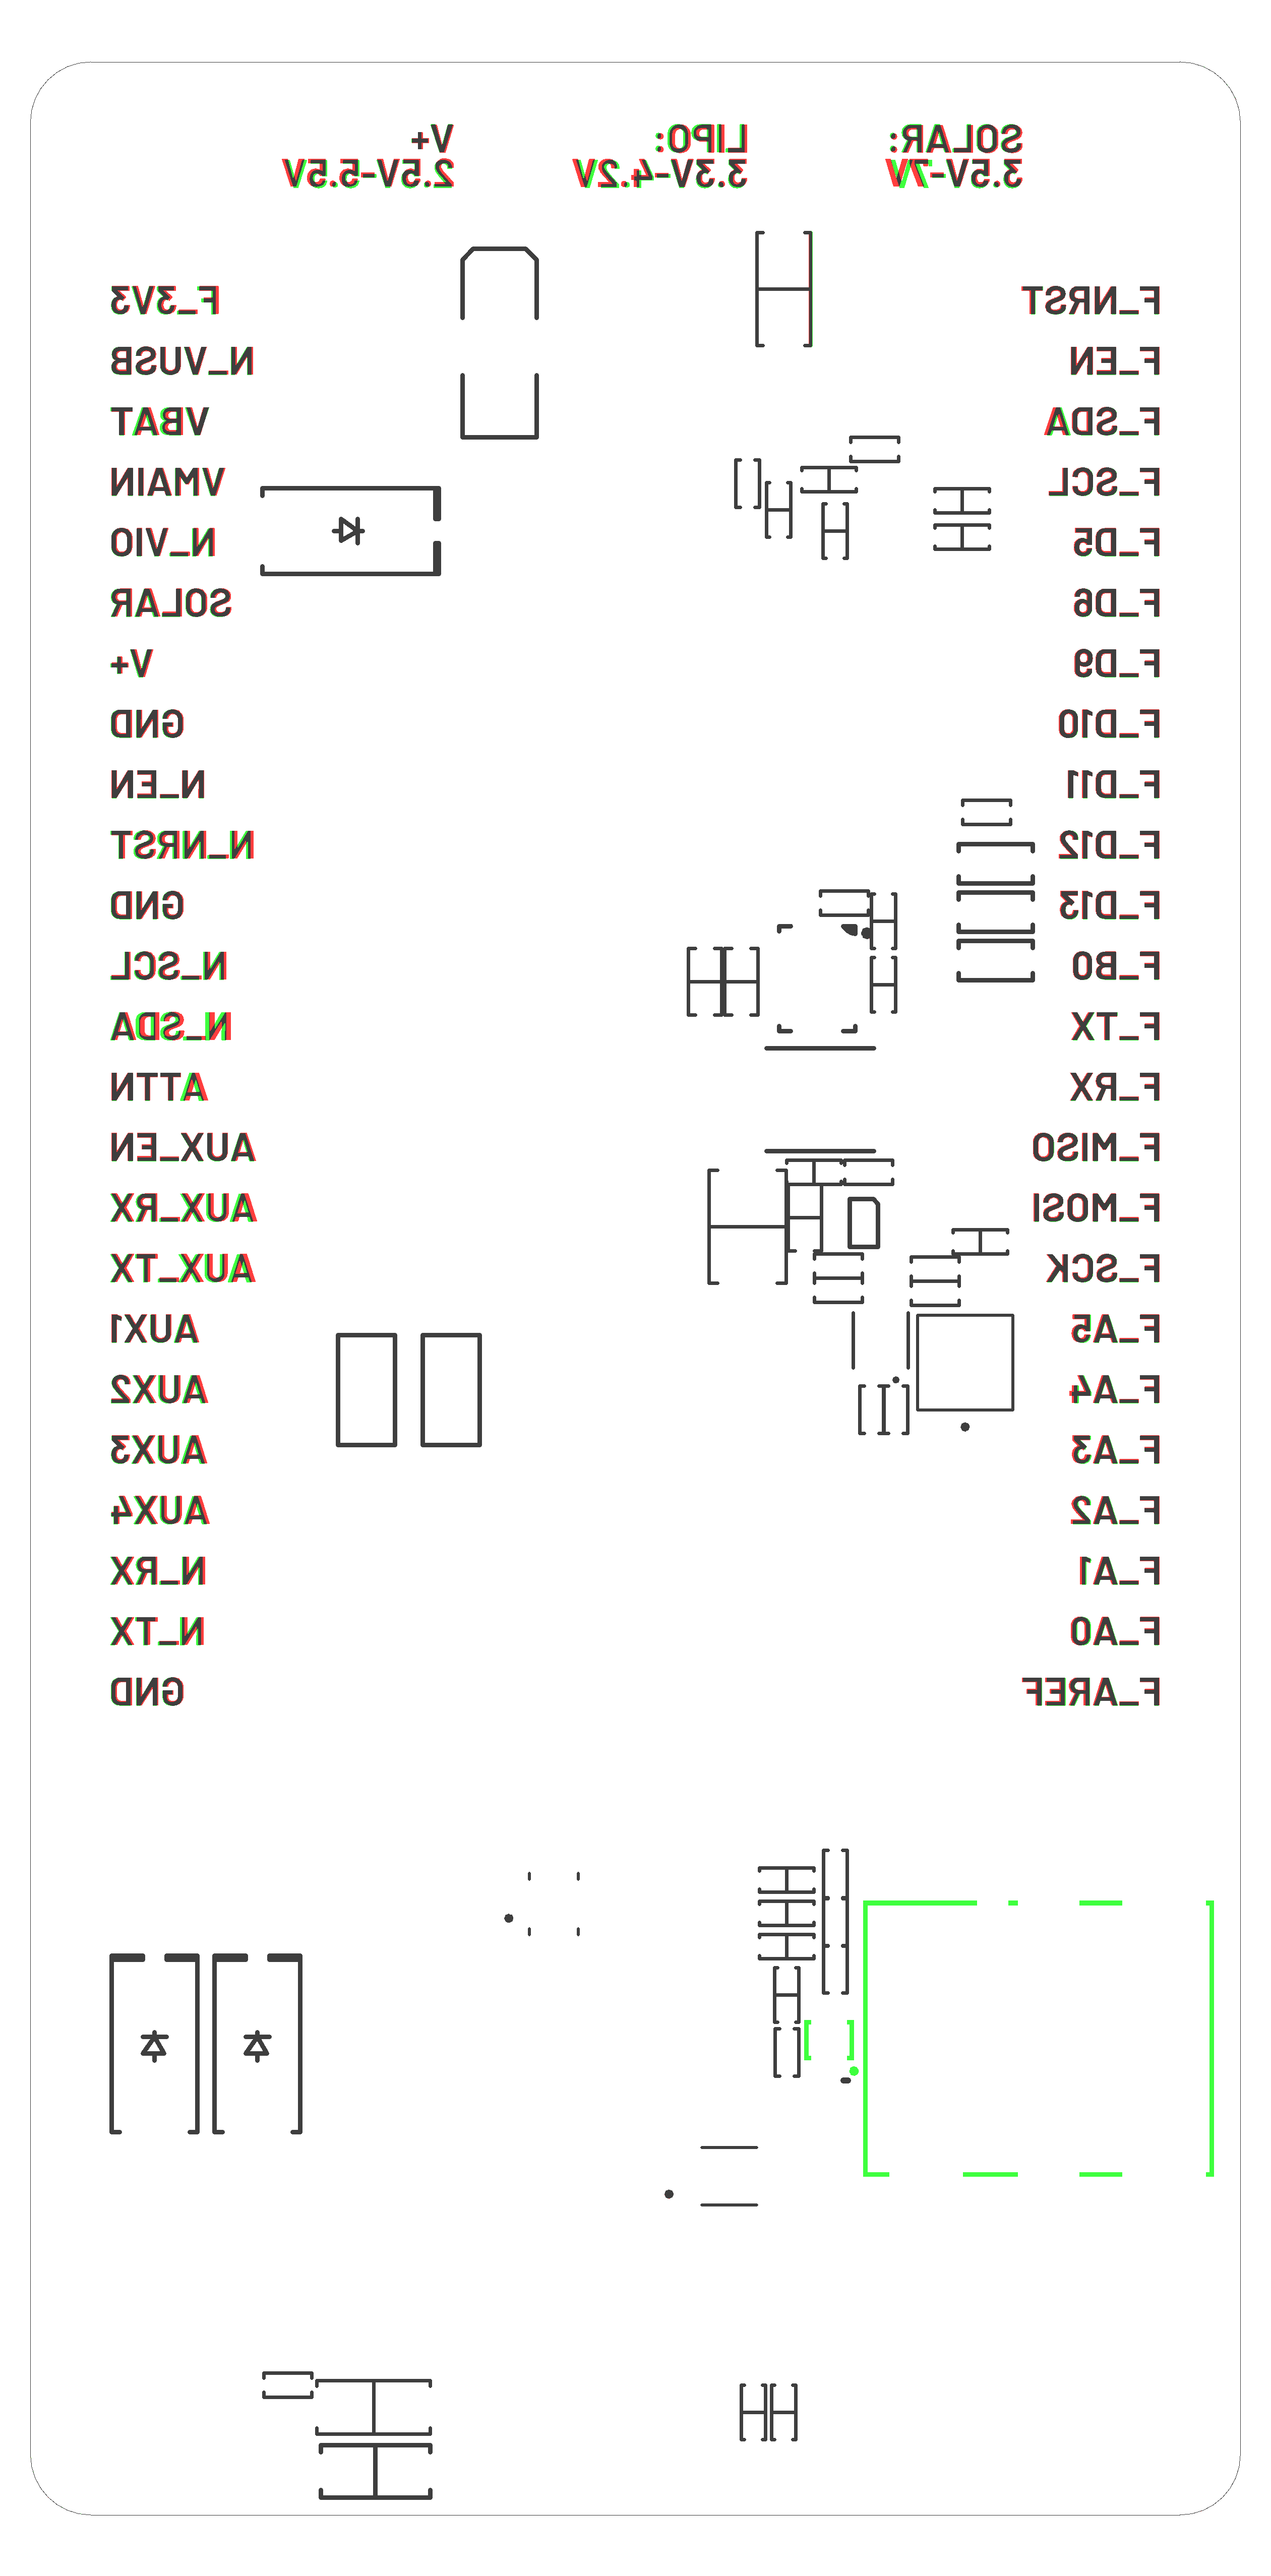 SOLAR:
3.5V-7V
LIPO:
3.3V-4.2V
V+
2.5V-5.5V
F_NRST
F_EN
F_SDA
F_SCL
F_D5
F_D6
F_D9
F_D10
F_D11
F_D12
F_D13
F_B0
F_TX
F_RX
F_MISO
F_MOSI
F_SCK
F_A5
F_A4
F_A3
F_A2
F_A1
F_A0
F_AREF
F_3V3
N_VUSB
VBAT
VMAIN
N_VIO
SOLAR
V+
GND
N_EN
N_NRST
GND
N_SCL
N_SDA
ATTN
AUX_EN
AUX_RX
AUX_TX
AUX1
AUX2
AUX3
AUX4
N_RX
N_TX
GND